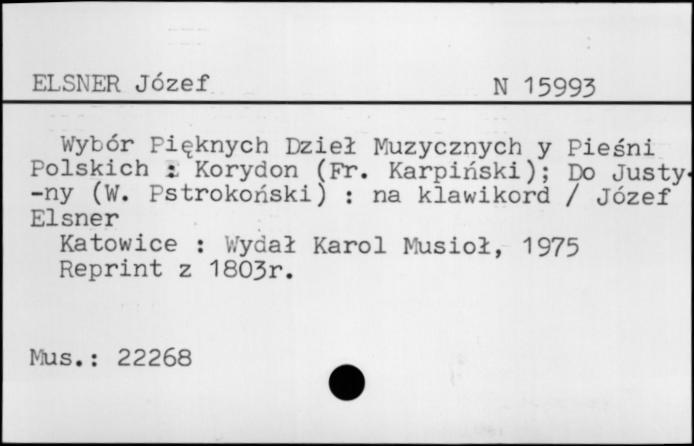 ELSNER Józef N 15993
Wybór Pięknych Dzieł Muzycznych y Pieśni
Polskich : Korydon (Fr. Karpiński); Do Justy-
-ny (W. Pstrokoński) : na klawikord / Józef
Elsner
Katowice : Wydał Karol Musioł, 1975
Reprint z 1803r.
Mus.: 22268